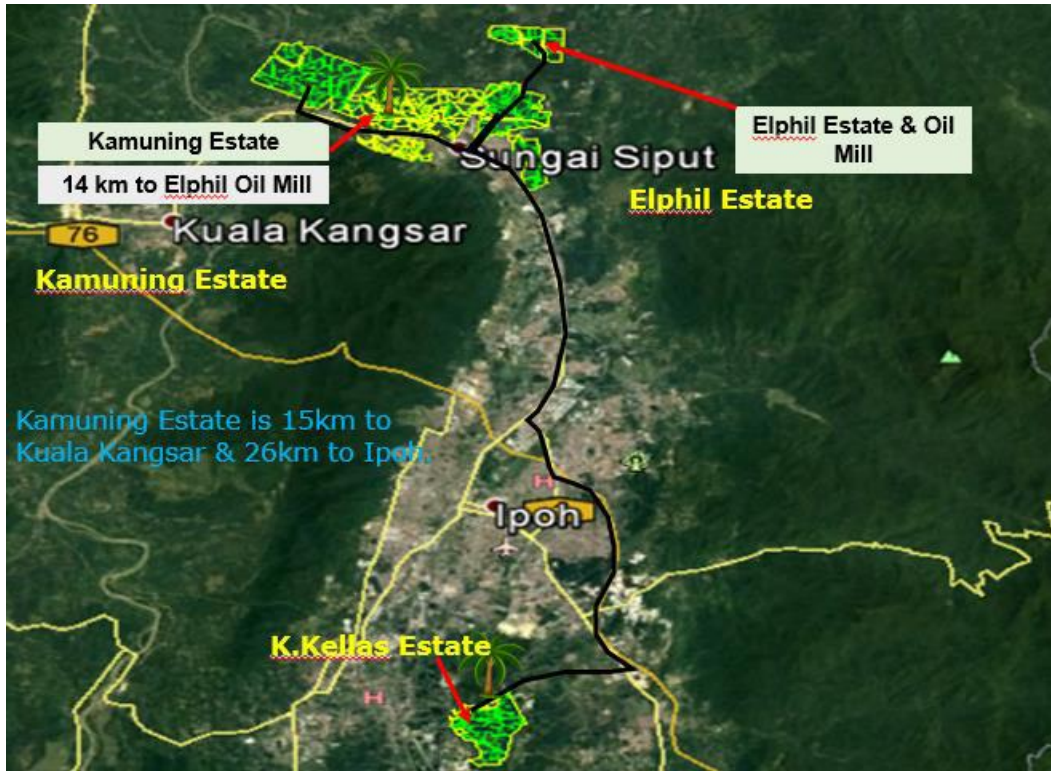 Kamuning Estate
14 km to Elphil Oil Mill
Elphil Estate & Oil
Mill
Sungai Siput
Elphil Estate
76
Kuala Kangsar
Kamuning Estate
Kamuning Estate is 15km to
Kuala Kangsar & 26km to Ipoh.
H
Ipoh
K.Kellas Estate
H